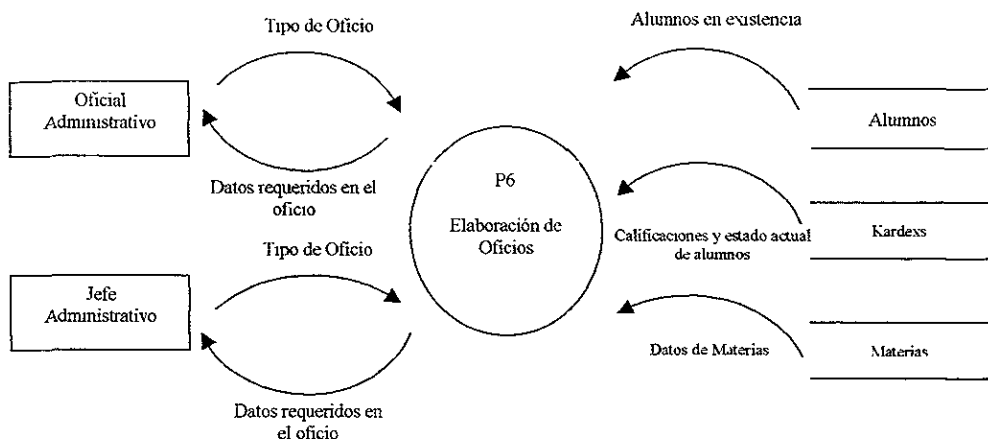 Tipo de Oficio
Alumnos en existencia
Oficial
Administrativo
Alumnos
Datos requeridos en el
oficio
P6
Elaboración de
Oficios
Kardexs
Calificaciones y estado actual
de alumnos
Tipo de Oficio
Jefe
Administrativo
Datos de Materias
Materias
Datos requeridos en
el oficio